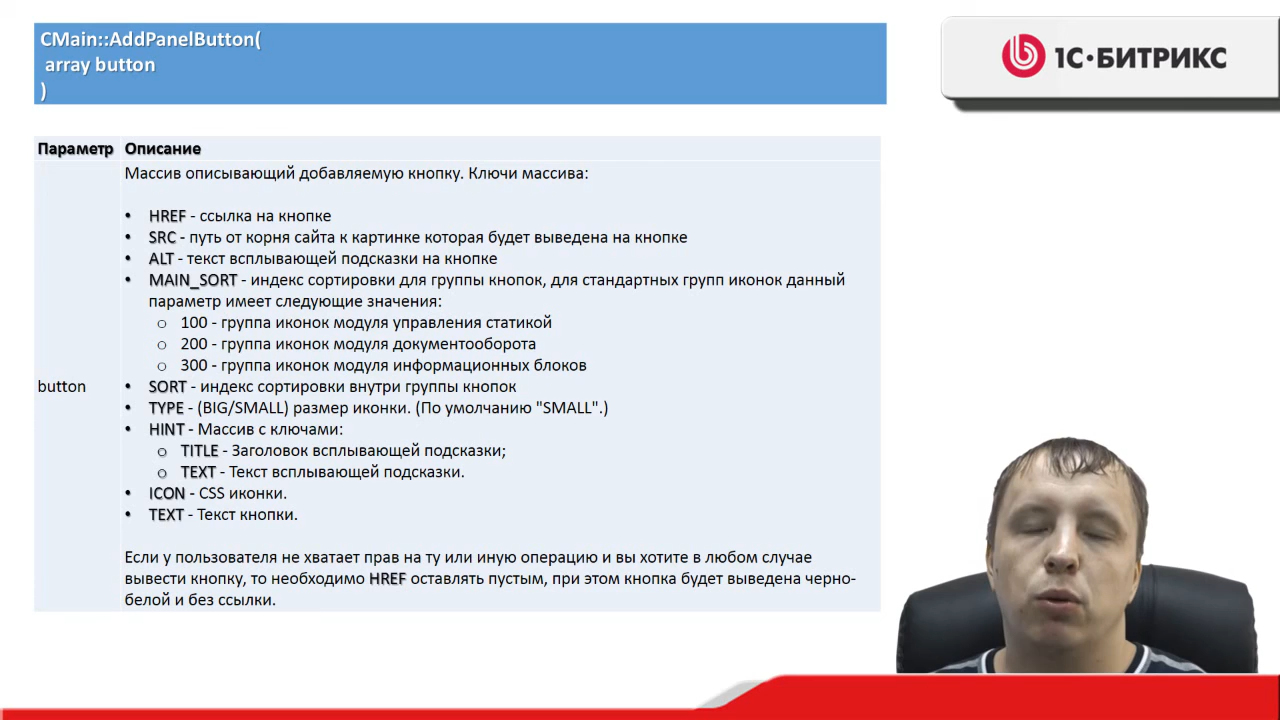 CMain::AddPanelButton(
array button
)
1С·БИТРИКС
Параметр Описание
Массив описывающий добавляемую кнопку. Ключи массива:
• HREF - ссылка на кнопке
• SRC - путь от корня сайта к картинке которая будет выведена на кнопке
• ALT - текст всплывающей подсказки на кнопке
• MAIN_SORT - индекс сортировки для группы кнопок, для стандартных групп иконок данный
параметр имеет следующие значения:
o 100 - группа иконок модуля управления статикой
o 200 - группа иконок модуля документооборота
o 300 - группа иконок модуля информационных блоков
button
• SORT - индекс сортировки внутри группы кнопок
• TYPE - (BIG/SMALL) размер иконки. (По умолчанию "SMALL".)
• HINT - Массив с ключами:
o TITLE - Заголовок всплывающей подсказки;
o TEXT - Текст всплывающей подсказки.
• ICON - CSS иконки.
• TEXT - Текст кнопки.
Если у пользователя не хватает прав на ту или иную операцию и вы хотите в любом случае
вывести кнопку, то необходимо HREF оставлять пустым, при этом кнопка будет выведена черно-
белой и без ссылки.